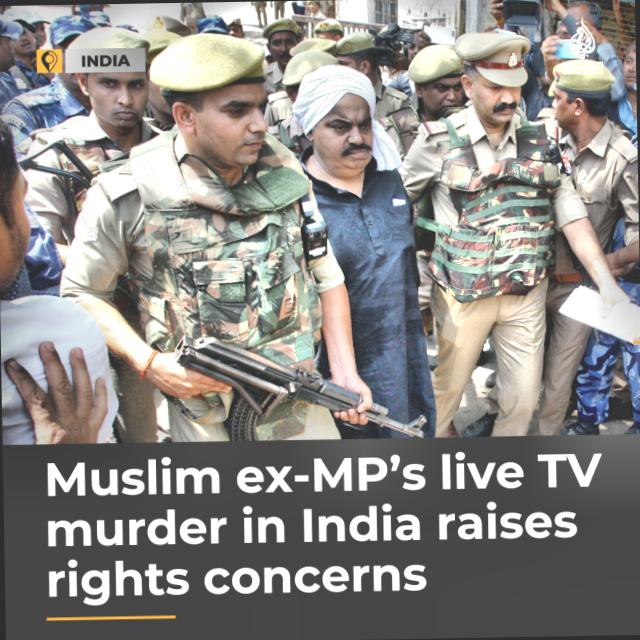 INDIA
Muslim ex-MP’s live TV
murder in India raises
rights concerns